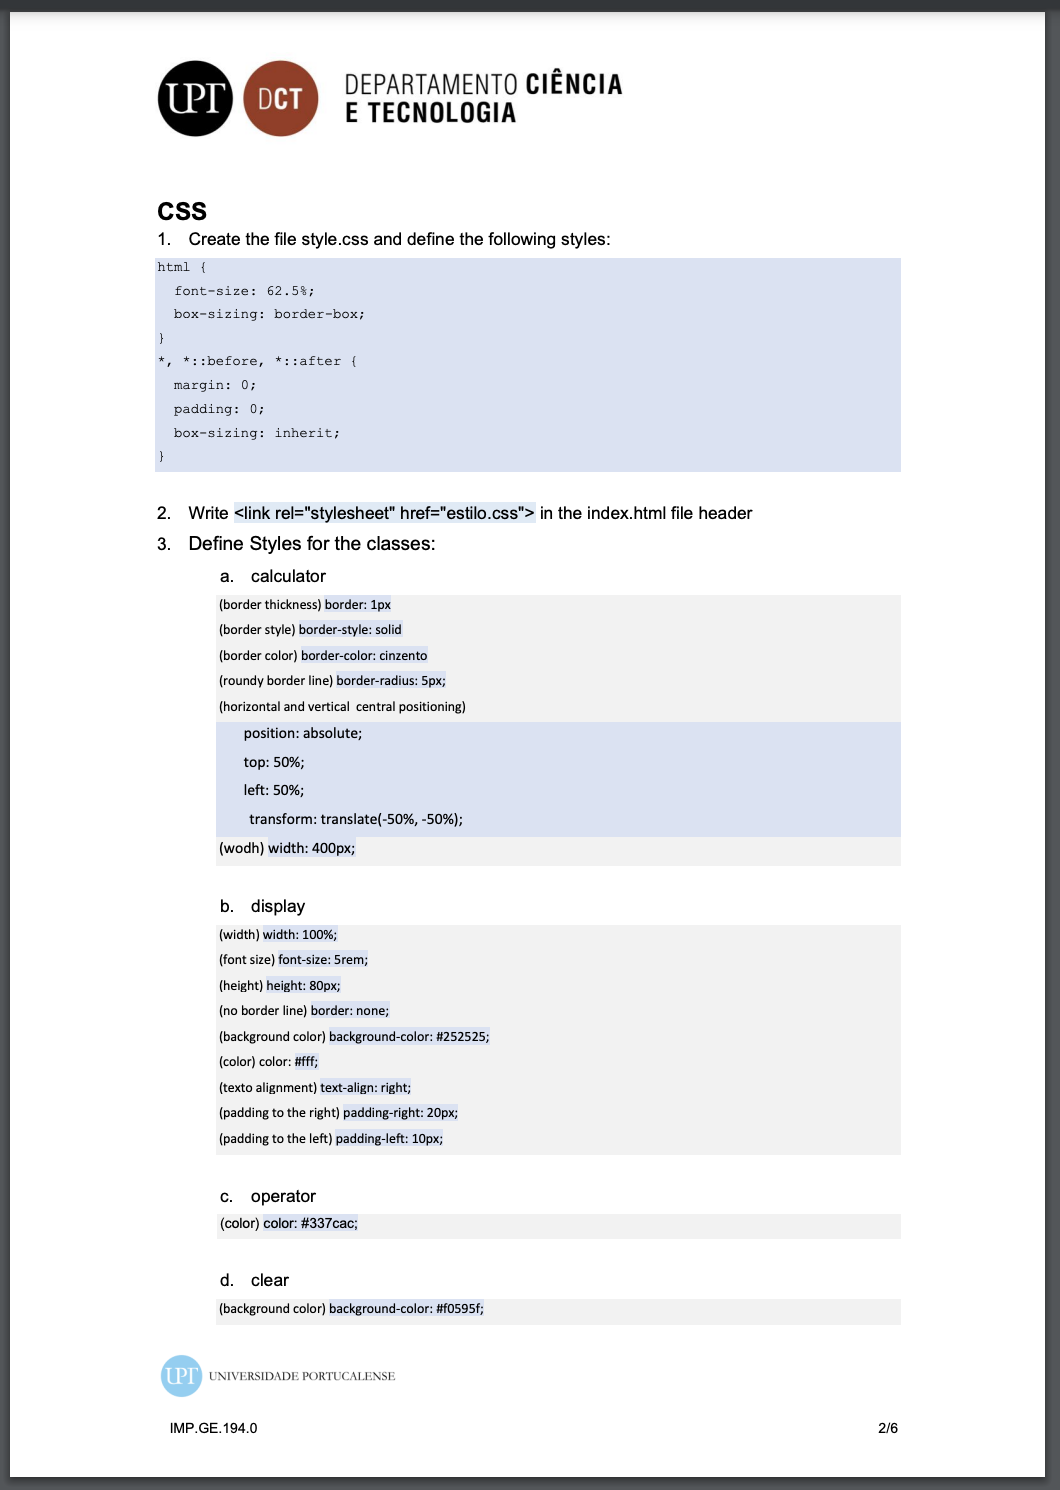 UPT DCT DEPARTAMENTO CIÊNCIA
E TECNOLOGIA
CSS
1. Create the file style.css and define the following styles:
html {
font-size: 62.5%;
box-sizing: border-box;
}
*, *::before, *::after {
margin: 0;
padding: 0;
box-sizing: inherit;
}
2. Write <link rel="stylesheet" href="estilo.css"> in the index.html file header
3. Define Styles for the classes:
a. calculator
(border thickness) border: 1px
(border style) border-style: solid
(border color) border-color: cinzento
(roundy border line) border-radius: 5px;
(horizontal and vertical central positioning)
position: absolute;
top: 50%;
left: 50%;
transform: translate(-50%, -50%);
(wodh) width: 400px;
b. display
(width) width: 100%;
(font size) font-size: 5rem;
(height) height: 80px;
(no border line) border: none;
(background color) background-color: #252525;
(color) color: #fff;
(texto alignment) text-align: right;
(padding to the right) padding-right: 20px;
(padding to the left) padding-left: 10px;
c. operator
(color) color: #337cac;
d. clear
(background color) background-color: #f0595f;
UPT UNIVERSIDADE PORTUCALENSE
IMP.GE.194.0 2/6